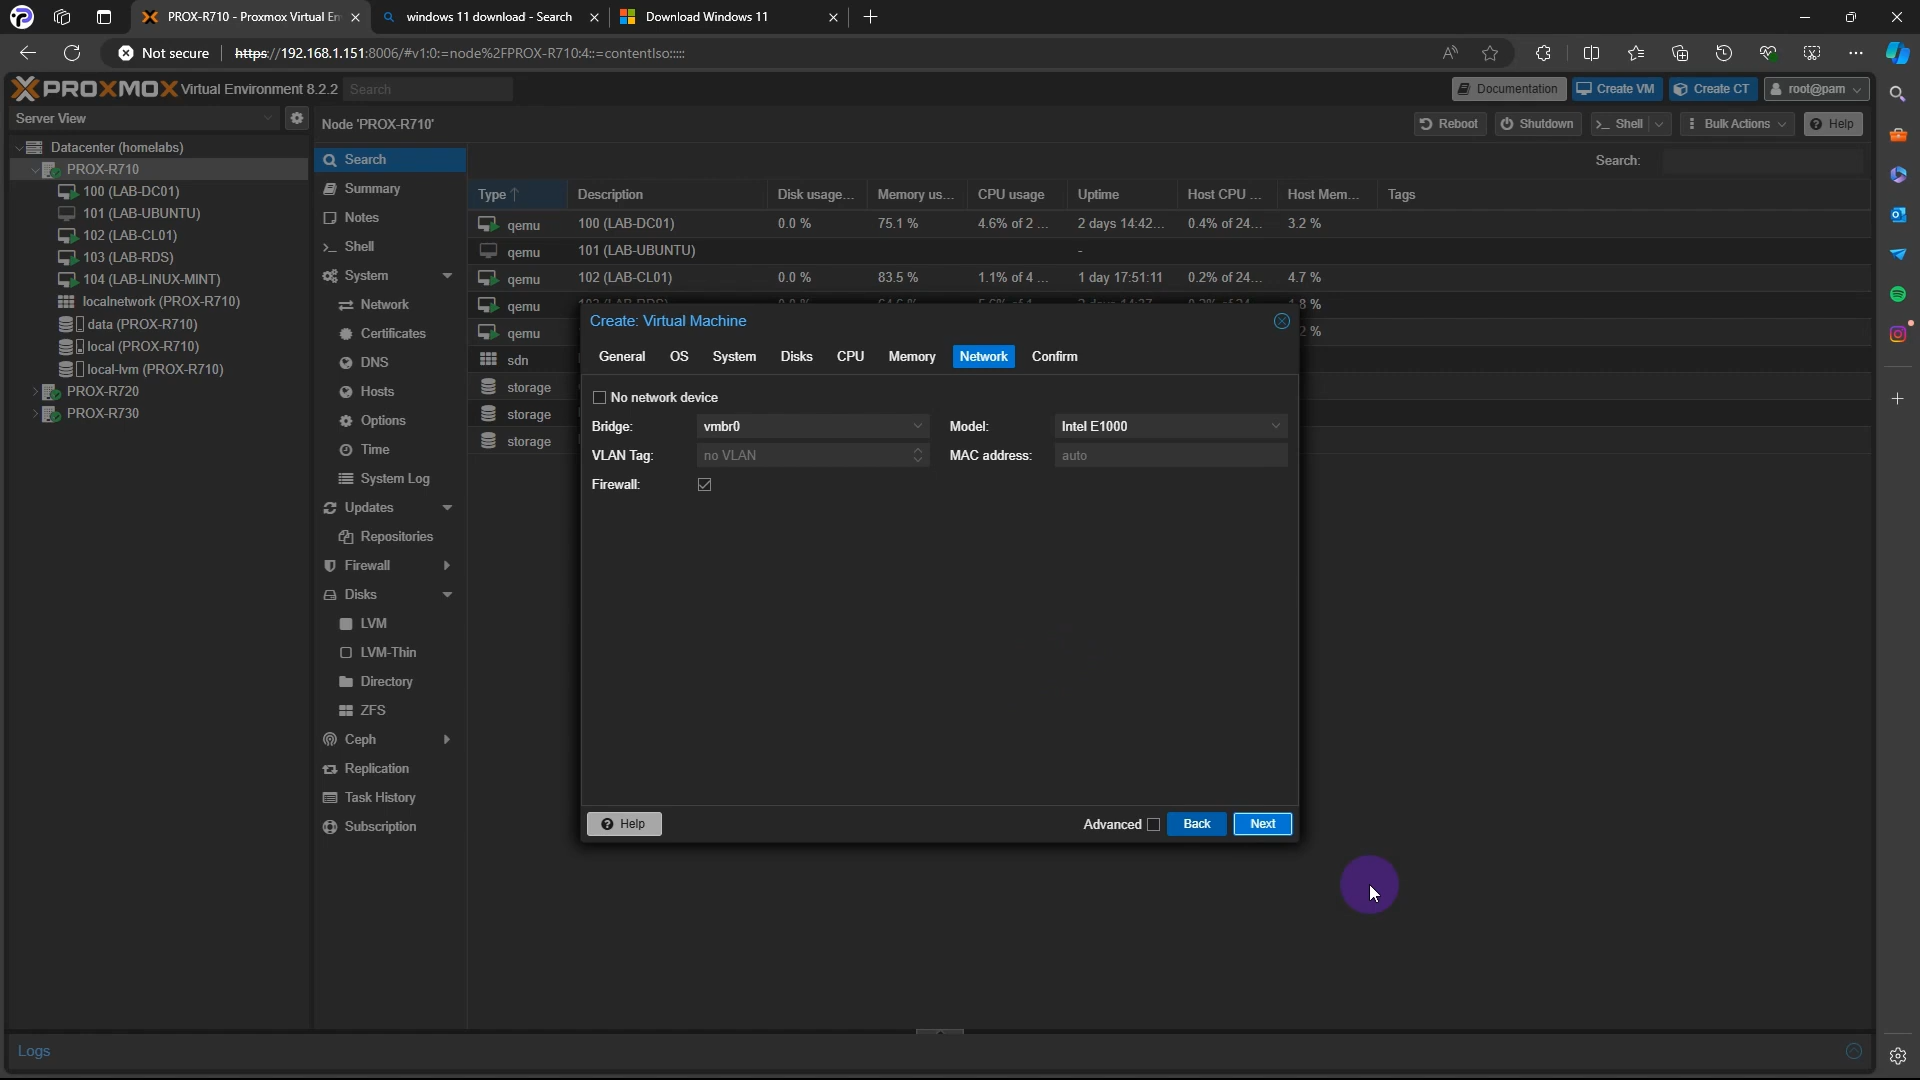 PROX-R710 - Proxmox Virtual En
windows 11 download - Search
Download Windows 11
Not secure
https://192.168.1.151:8006/#v1:0:=node%2FPROX-R710:4::=contentIso:::::
PROXMOX Virtual Environment 8.2.2
Search
Documentation
Create VM
Create CT
root@pam
Server View
Node 'PROX-R710'
Reboot
Shutdown
>_ Shell
Bulk Actions
Help
Datacenter (homelabs)
PROX-R710
100 (LAB-DC01)
101 (LAB-UBUNTU)
102 (LAB-CL01)
103 (LAB-RDS)
104 (LAB-LINUX-MINT)
localnetwork (PROX-R710)
data (PROX-R710)
local (PROX-R710)
local-lvm (PROX-R710)
PROX-R720
PROX-R730
Search
Summary
Notes
>_ Shell
System
Network
Certificates
DNS
Hosts
Options
Time
System Log
Updates
Repositories
Firewall
Disks
LVM
LVM-Thin
Directory
ZFS
Ceph
Replication
Task History
Subscription
Search:
Type Description Disk usage... Memory us... CPU usage Uptime Host CPU ... Host Mem... Tags
qemu 100 (LAB-DC01) 0.0 % 75.1 % 4.6% of 2 ... 2 days 14:42... 0.4% of 24... 3.2 %
qemu 101 (LAB-UBUNTU) -
qemu 102 (LAB-CL01) 0.0 % 83.5 % 1.1% of 4 ... 1 day 17:51:11 0.2% of 24... 4.7 %
qemu
qemu
sdn
storage
storage
storage
Create: Virtual Machine
General OS System Disks CPU Memory Network Confirm
No network device
Bridge: vmbr0 Model: Intel E1000
VLAN Tag: no VLAN MAC address: auto
Firewall:
Help
Advanced
Back
Next
Logs